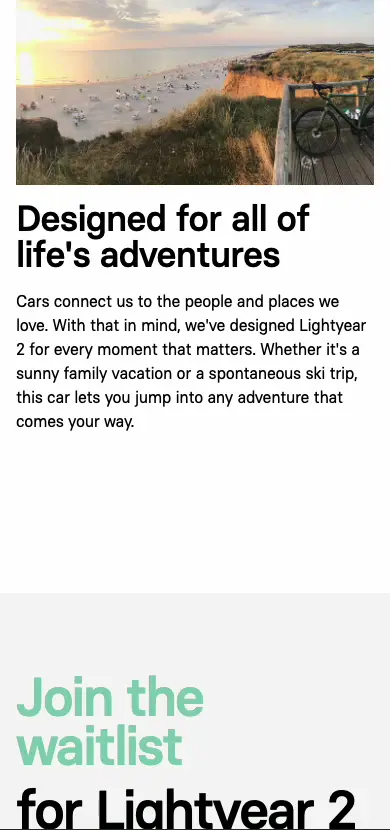 Designed for all of
life's adventures
Cars connect us to the people and places we
love. With that in mind, we've designed Lightyear
2 for every moment that matters. Whether it's a
sunny family vacation or a spontaneous ski trip,
this car lets you jump into any adventure that
comes your way.
Join the
waitlist
for Lightyear 2